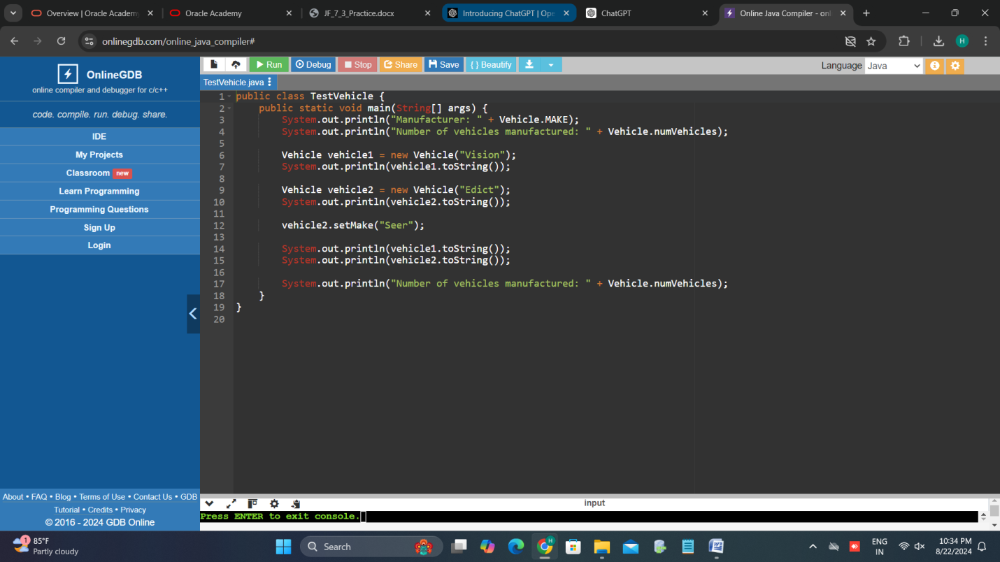 Overview | Oracle Academy
Oracle Academy
JF_7_3_Practice.docx
Introducing ChatGPT | Ope
ChatGPT
Online Java Compiler - onl
onlinegdb.com/online_java_compiler#
H
OnlineGDB
online compiler and debugger for c/c++
code. compile. run. debug. share.
IDE
My Projects
Classroom new
Learn Programming
Programming Questions
Sign Up
Login
About • FAQ • Blog • Terms of Use • Contact Us • GDB
Tutorial • Credits • Privacy
© 2016 - 2024 GDB Online
Run
Debug
Stop
Share
Save
{ } Beautify
Language Java
TestVehicle.java
1 public class TestVehicle {
2 public static void main(String[] args) {
3 System.out.println("Manufacturer: " + Vehicle.MAKE);
4 System.out.println("Number of vehicles manufactured: " + Vehicle.numVehicles);
5
6 Vehicle vehicle1 = new Vehicle("Vision");
7 System.out.println(vehicle1.toString());
8
9 Vehicle vehicle2 = new Vehicle("Edict");
10 System.out.println(vehicle2.toString());
11
12 vehicle2.setMake("Seer");
13
14 System.out.println(vehicle1.toString());
15 System.out.println(vehicle2.toString());
16
17 System.out.println("Number of vehicles manufactured: " + Vehicle.numVehicles);
18 }
19 }
20
input
Press ENTER to exit console.
1
85°F
Partly cloudy
Search
H
ENG
IN
10:34 PM
8/22/2024